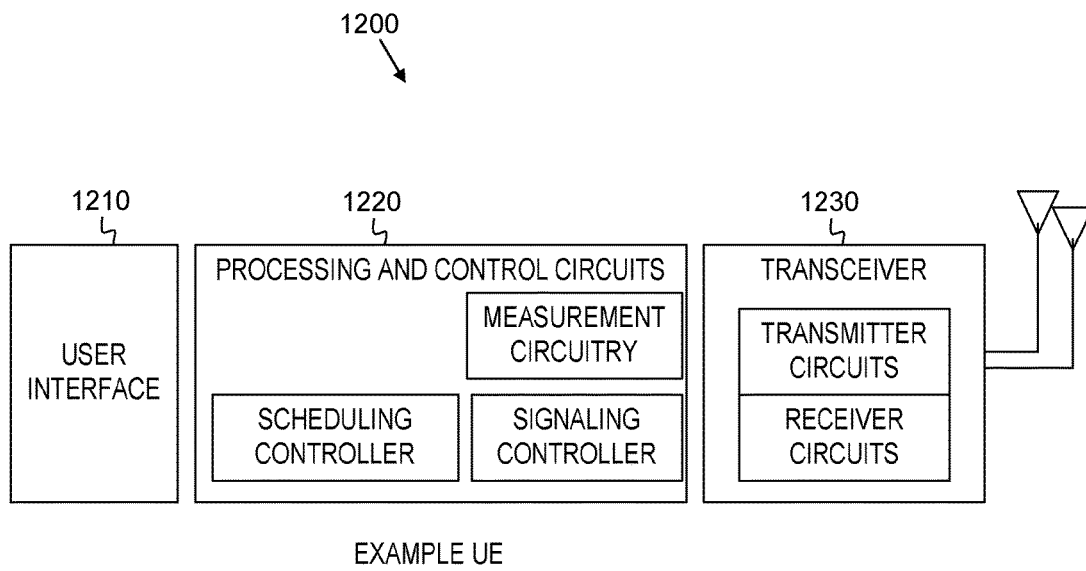 1200
1210
1220
1230
PROCESSING AND CONTROL CIRCUITS
TRANSCEIVER
MEASUREMENT
CIRCUITRY
USER
INTERFACE
TRANSMITTER
CIRCUITS
SCHEDULING
CONTROLLER
SIGNALING
CONTROLLER
RECEIVER
CIRCUITS
EXAMPLE UE